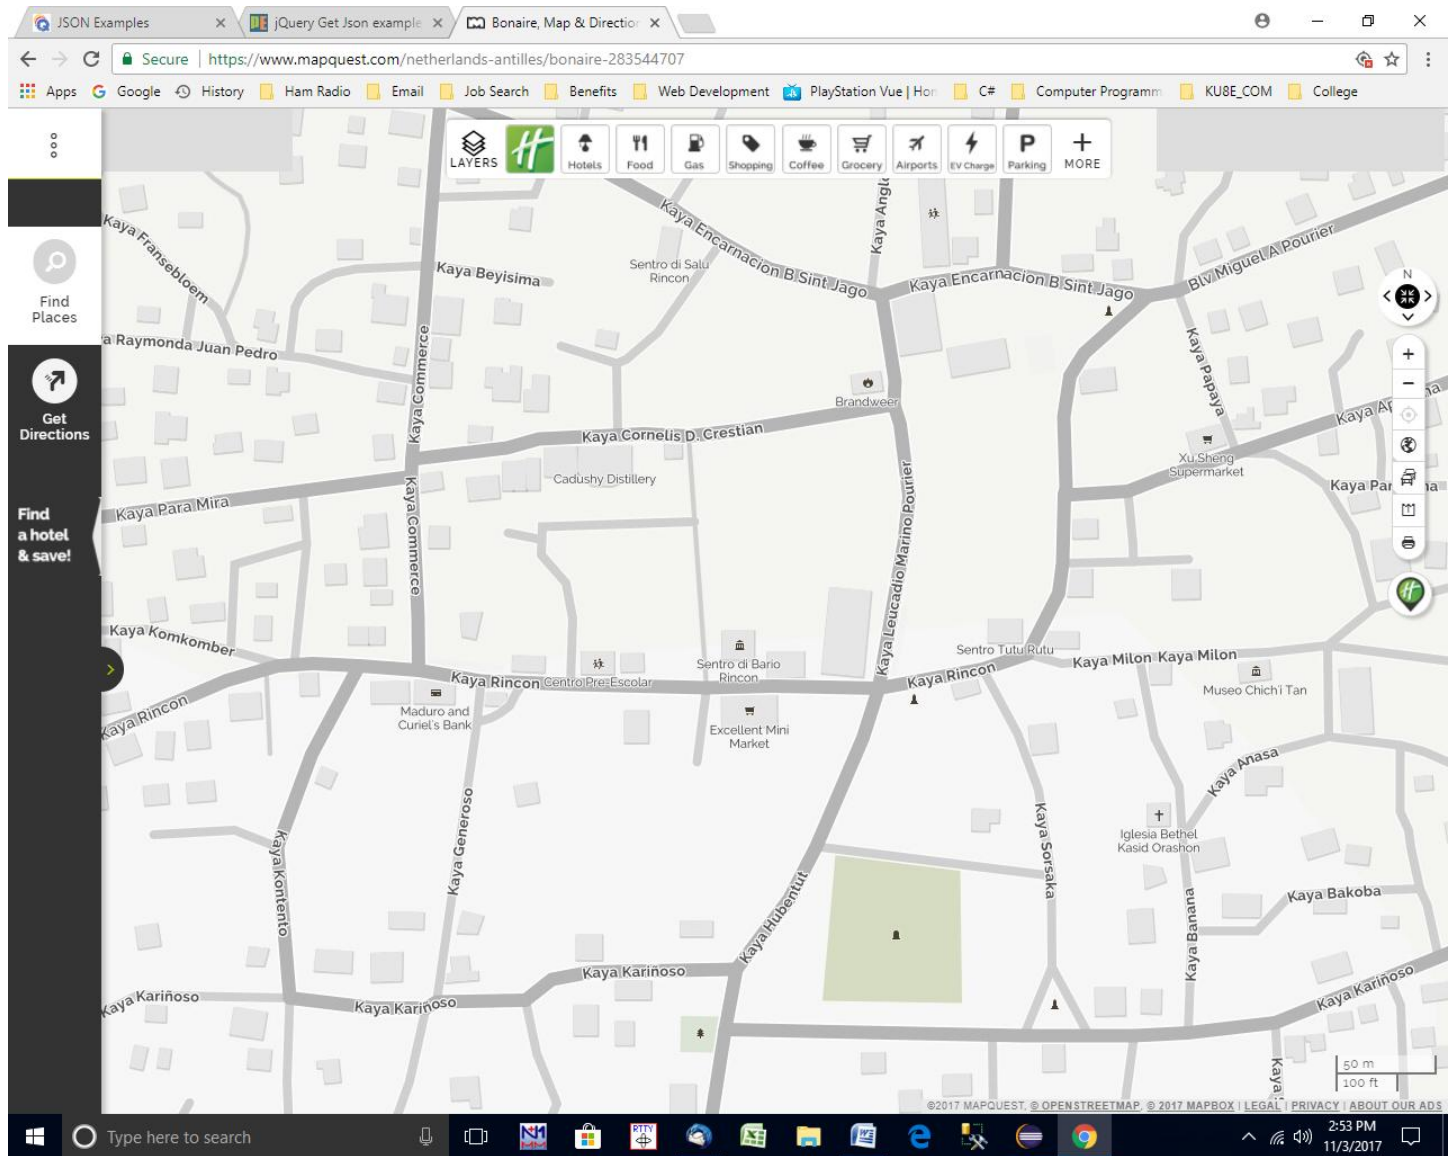 JSON Examples
jQuery Get Json example
Bonaire, Map & Direction
Secure
https://www.mapquest.com/netherlands-antilles/bonaire-283544707
Apps
Google
History
Ham Radio
Email
Job Search
Benefits
Web Development
PlayStation Vue | Hom
C#
Computer Programm
KU8E_COM
College
LAYERS
H
Hotels
Food
Gas
Shopping
Coffee
Grocery
Airports
EV Charge
P
Parking
MORE
Find
Places
Get
Directions
Find
a hotel
& save!
Kaya Fransebloem
Kaya Beyisima
Kaya Encarnacion B Sint Jago
Kaya Anglo
Sentro di Salu
Rincon
Kaya Encarnacion B Sint Jago
Blv Miguel A Pourier
N
a Raymonda Juan Pedro
Kaya Commerce
Kaya Papaya
Brandweer
Kaya Cornelis D. Crestian
Cadushy Distillery
Xu Sheng
Supermarket
Kaya Para Mira
Kaya Commerce
Kaya Leucadio Marino Pourier
Kaya Komkomber
Kaya Rincon
Centro Pre-Escolar
Sentro di Bario
Rincon
Kaya Rincon
Sentro Tutu Rutu
Kaya Milon Kaya Milon
Museo Chich'i Tan
Kaya Rincon
Maduro and
Curiel's Bank
Excellent Mini
Market
Kaya Anasa
Kaya Generoso
Kaya Kontento
Kaya Sorsaka
Iglesia Bethel
Kasid Orashon
Kaya Hubentut
Kaya Banana
Kaya Bakoba
Kaya Kariñoso
Kaya Kariñoso
Kaya Kariñoso
Kaya Kariñoso
50 m
100 ft
©2017 MAPQUEST, © OPENSTREETMAP, © 2017 MAPBOX | LEGAL | PRIVACY | ABOUT OUR ADS
Type here to search
N1
MM
RTTY
2:53 PM
11/3/2017